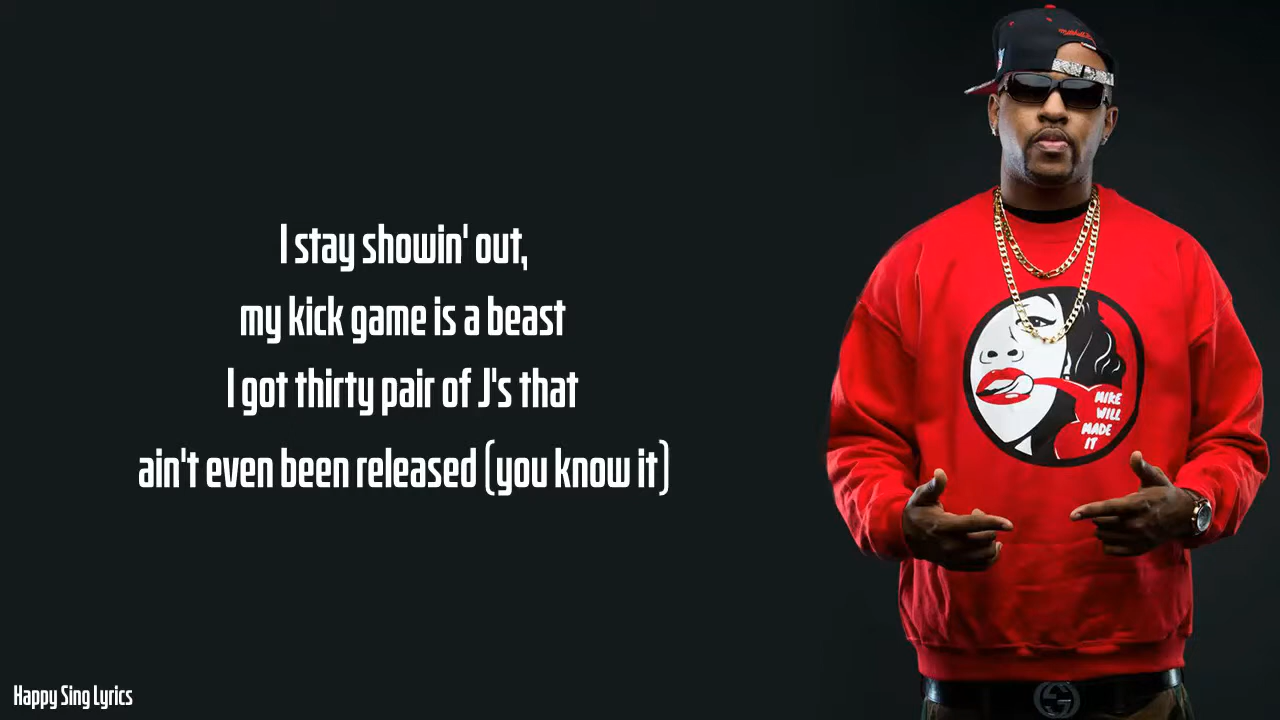 I stay showin' out,
my kick game is a beast
I got thirty pair of J's that
ain't even been released (you know it)
MIKE
WILL
MADE
IT
Happy Sing Lyrics